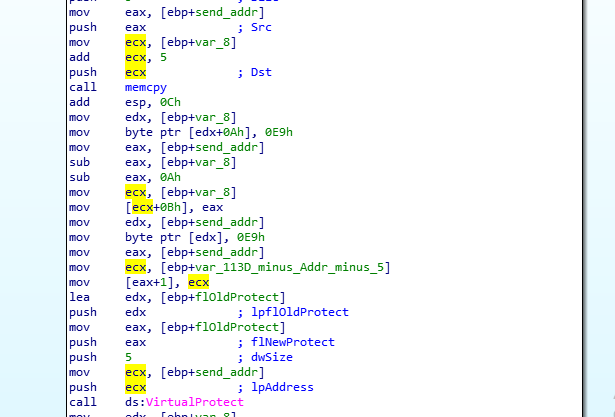 mov eax, [ebp+send_addr]
push eax ; Src
mov ecx, [ebp+var_8]
add ecx, 5
push ecx ; Dst
call memcpy
add esp, 0Ch
mov edx, [ebp+var_8]
mov byte ptr [edx+0Ah], 0E9h
mov eax, [ebp+send_addr]
sub eax, [ebp+var_8]
sub eax, 0Ah
mov ecx, [ebp+var_8]
mov [ecx+0Bh], eax
mov edx, [ebp+send_addr]
mov byte ptr [edx], 0E9h
mov eax, [ebp+send_addr]
mov ecx, [ebp+var_113D_minus_Addr_minus_5]
mov [eax+1], ecx
lea edx, [ebp+flOldProtect]
push edx ; lpflOldProtect
mov eax, [ebp+flOldProtect]
push eax ; flNewProtect
push 5 ; dwSize
mov ecx, [ebp+send_addr]
push ecx ; lpAddress
call ds:VirtualProtect
mov edx, [ebp+var_8]